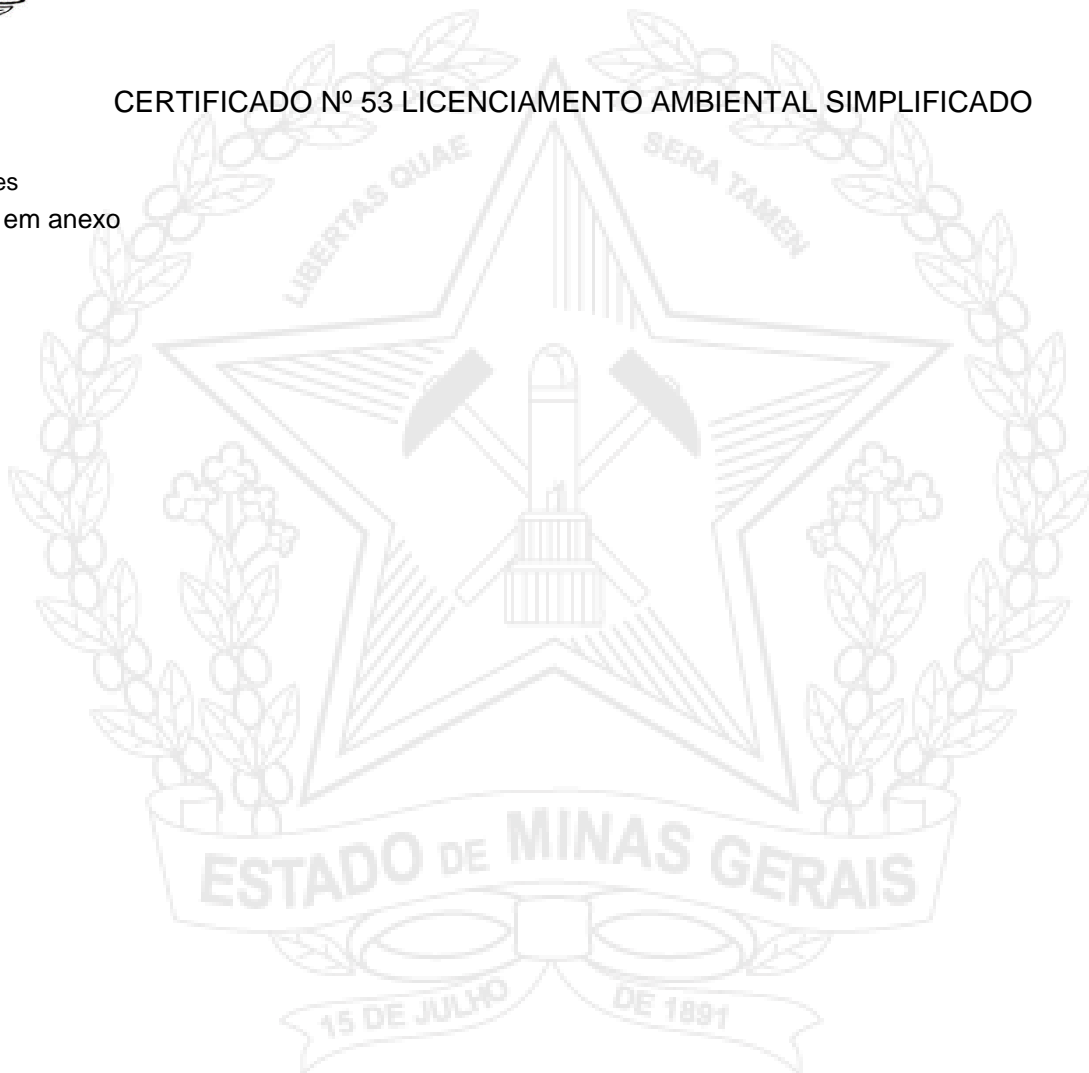 CERTIFICADO Nº 53 LICENCIAMENTO AMBIENTAL SIMPLIFICADO
es
em anexo
LIBERTAS QUAE SERA TAMEN
ESTADO DE MINAS GERAIS
15 DE JULHO DE 1891